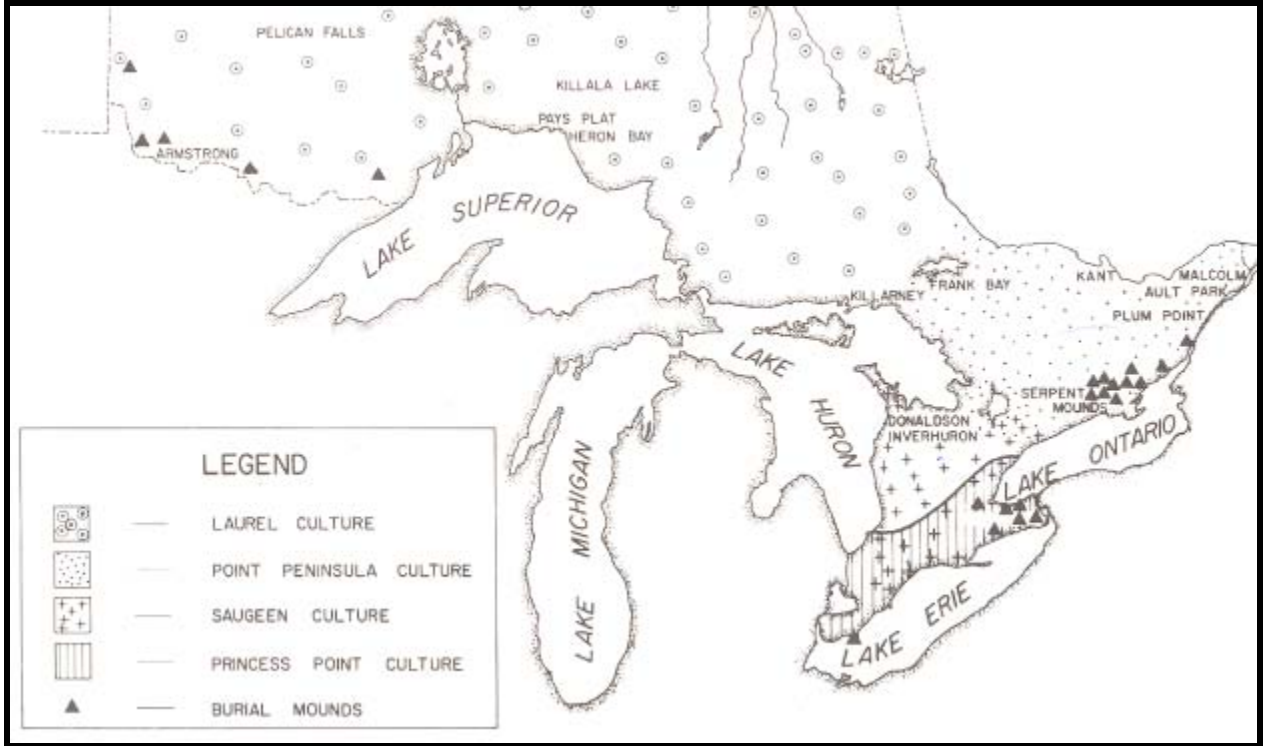 PELICAN FALLS
KILLALA LAKE
PAYS PLAT
HERON BAY
ARMSTRONG
LAKE SUPERIOR
KILLARNEY
FRANK BAY
KANT
MALCOLM
AULT PARK
PLUM POINT
LAKE HURON
SERPENT
MOUNDS
DONALDSON
INVERHURON
LAKE ONTARIO
LAKE MICHIGAN
LAKE ERIE
LEGEND
LAUREL CULTURE
POINT PENINSULA CULTURE
SAUGEEN CULTURE
PRINCESS POINT CULTURE
BURIAL MOUNDS